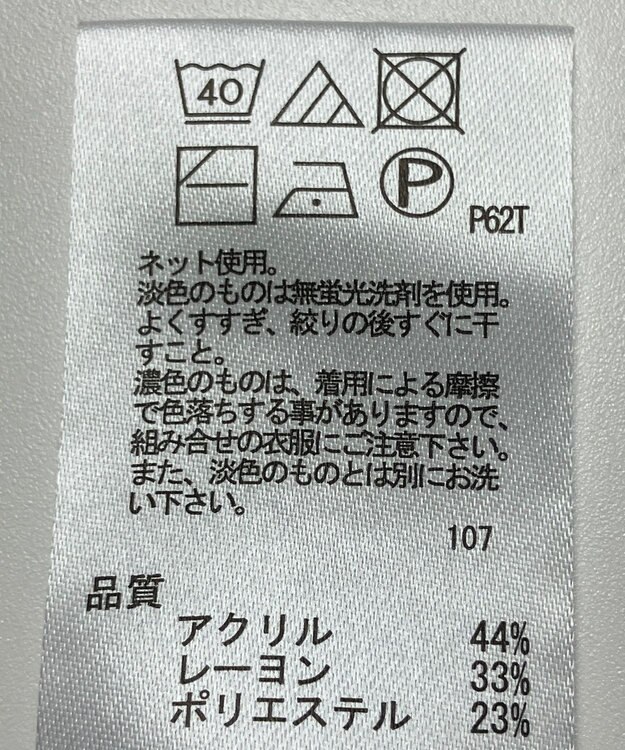 40
P
P62T
ネット使用。
淡色のものは無蛍光洗剤を使用。
よくすすぎ、絞りの後すぐに干
すこと。
濃色のものは、着用による摩擦
で色落ちする事がありますので、
組み合せの衣服にご注意下さい。
また、淡色のものとは別にお洗
い下さい。
107
品質
アクリル 44%
レーヨン 33%
ポリエステル 23%